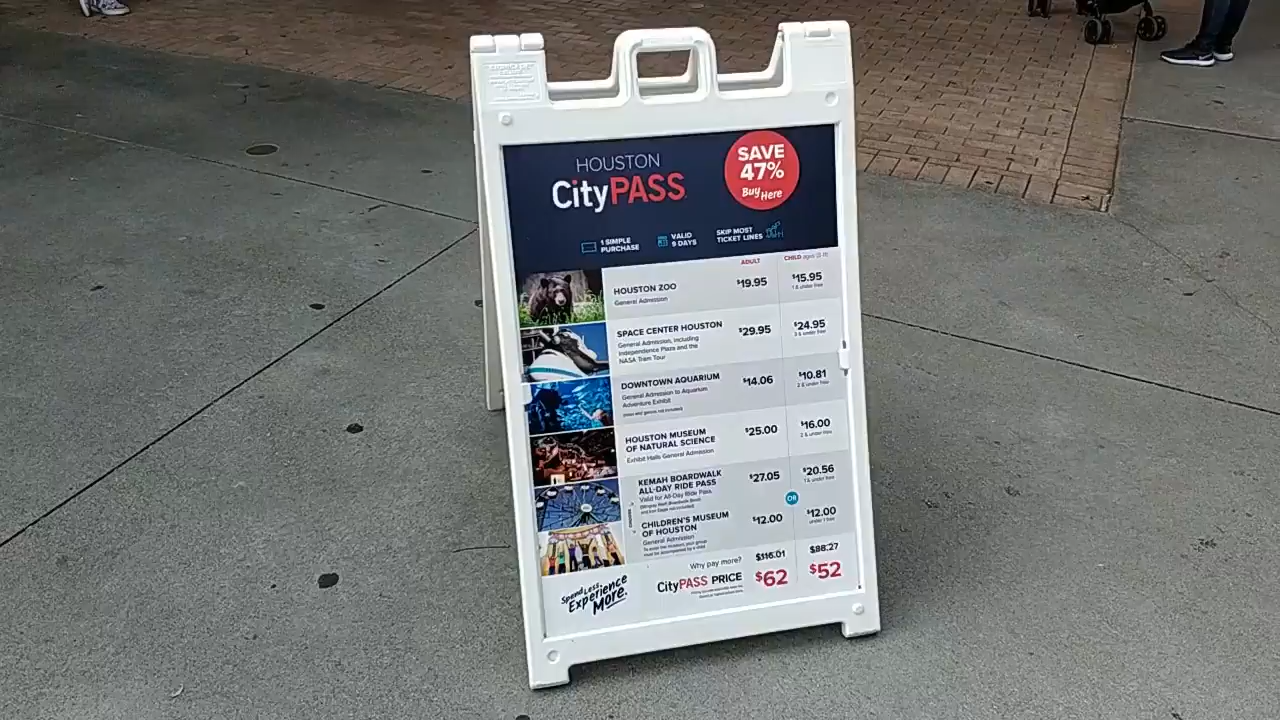 HOUSTON
CityPASS
SAVE
47%
Buy Here
1 SIMPLE
PURCHASE
VALID
9 DAYS
SKIP MOST
TICKET LINES
ADULT
CHILD ages (3-11)
HOUSTON ZOO
General Admission
$19.95
$15.95
1 & under free
SPACE CENTER HOUSTON
General Admission, including
Independence Plaza and the
NASA Tram Tour
$29.95
$24.95
3 & under free
DOWNTOWN AQUARIUM
General Admission to Aquarium
Adventure Exhibit
$14.06
$10.81
2 & under free
HOUSTON MUSEUM
OF NATURAL SCIENCE
Exhibit Halls General Admission
$25.00
$16.00
2 & under free
KEMAH BOARDWALK
ALL-DAY RIDE PASS
Valid for All-Day Ride Pass
$27.05
$20.56
1 & under free
OR
CHILDREN'S MUSEUM
OF HOUSTON
General Admission
$12.00
$12.00
under 1 free
Why pay more?
$116.01
$88.27
Spend Less.
Experience
More.
CityPASS PRICE
$62
$52